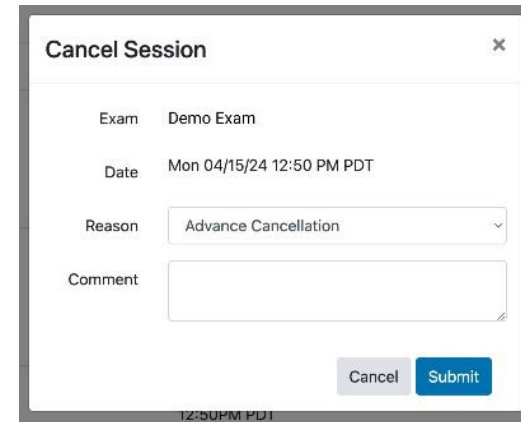 Cancel Session ×
Exam Demo Exam
Date Mon 04/15/24 12:50 PM PDT
Reason Advance Cancellation
Comment
Cancel Submit
12:50PM PDT